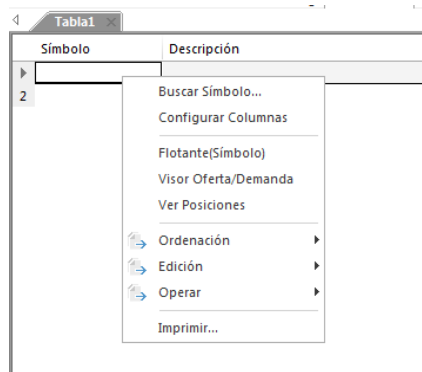 Tabla1
Símbolo Descripción
2
Buscar Símbolo...
Configurar Columnas
Flotante(Símbolo)
Visor Oferta/Demanda
Ver Posiciones
Ordenación
Edición
Operar
Imprimir...